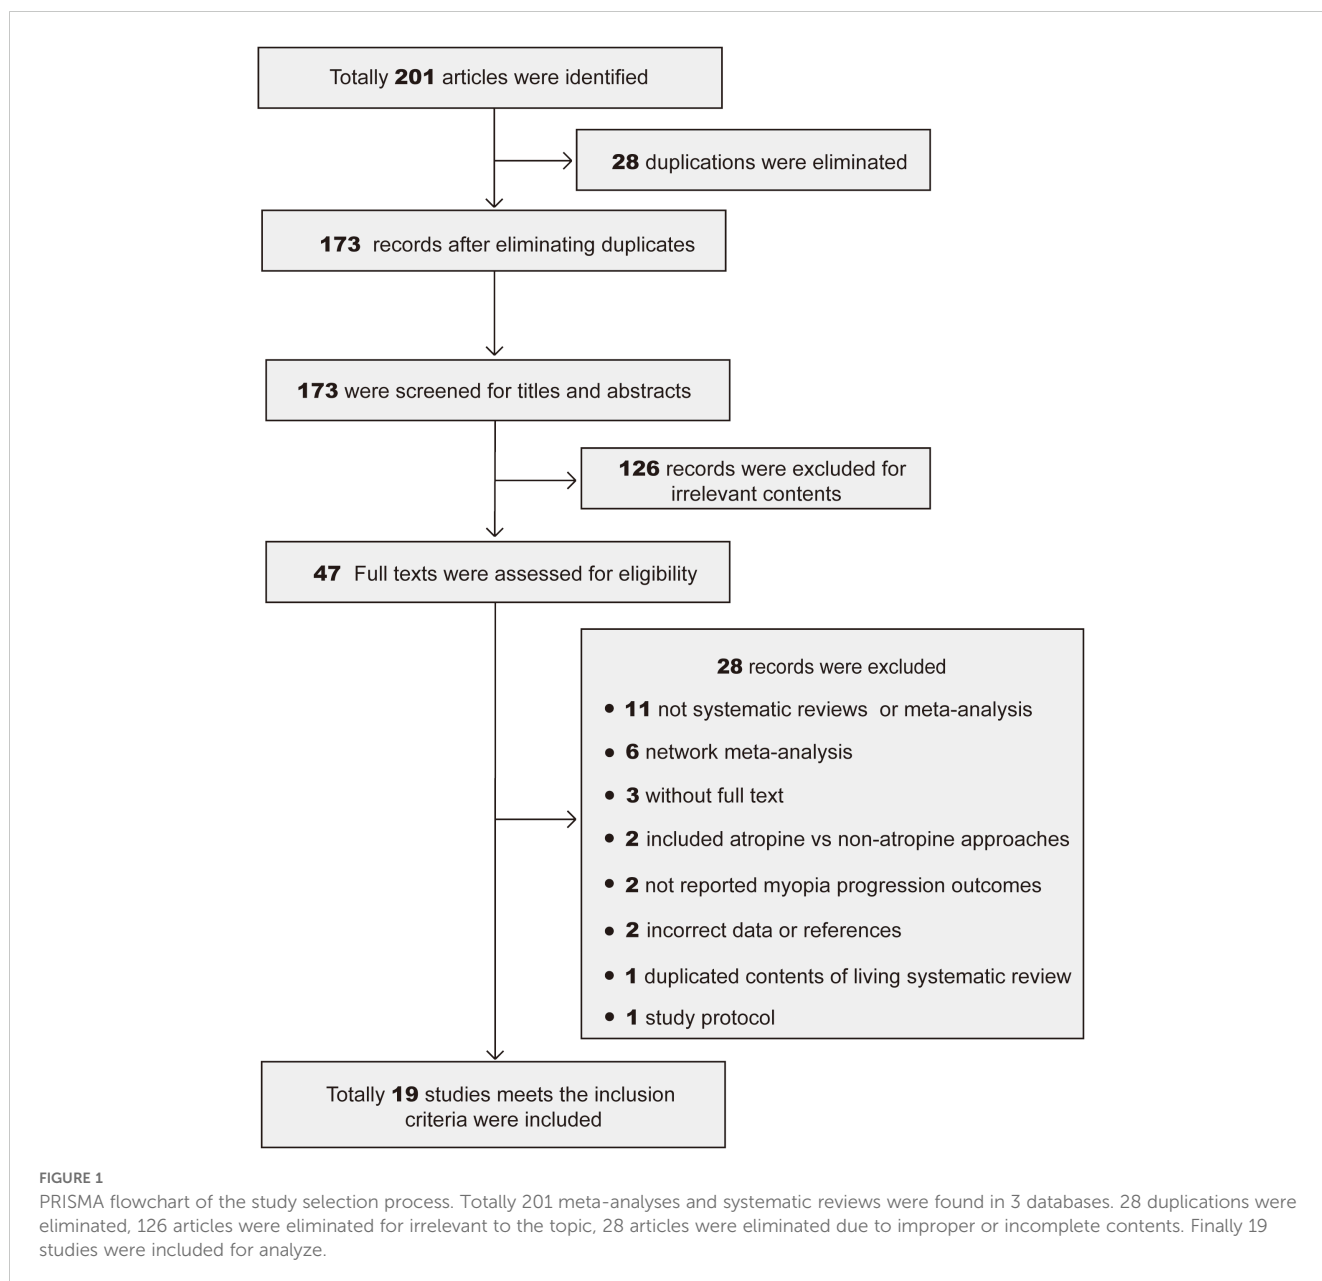 Totally 201 articles were identified
28 duplications were eliminated
173 records after eliminating duplicates
173 were screened for titles and abstracts
126 records were excluded for
irrelevant contents
47 Full texts were assessed for eligibility
28 records were excluded
• 11 not systematic reviews or meta-analysis
• 6 network meta-analysis
• 3 without full text
• 2 included atropine vs non-atropine approaches
• 2 not reported myopia progression outcomes
• 2 incorrect data or references
• 1 duplicated contents of living systematic review
• 1 study protocol
Totally 19 studies meets the inclusion
criteria were included
FIGURE 1
PRISMA flowchart of the study selection process. Totally 201 meta-analyses and systematic reviews were found in 3 databases. 28 duplications were
eliminated, 126 articles were eliminated for irrelevant to the topic, 28 articles were eliminated due to improper or incomplete contents. Finally 19
studies were included for analyze.